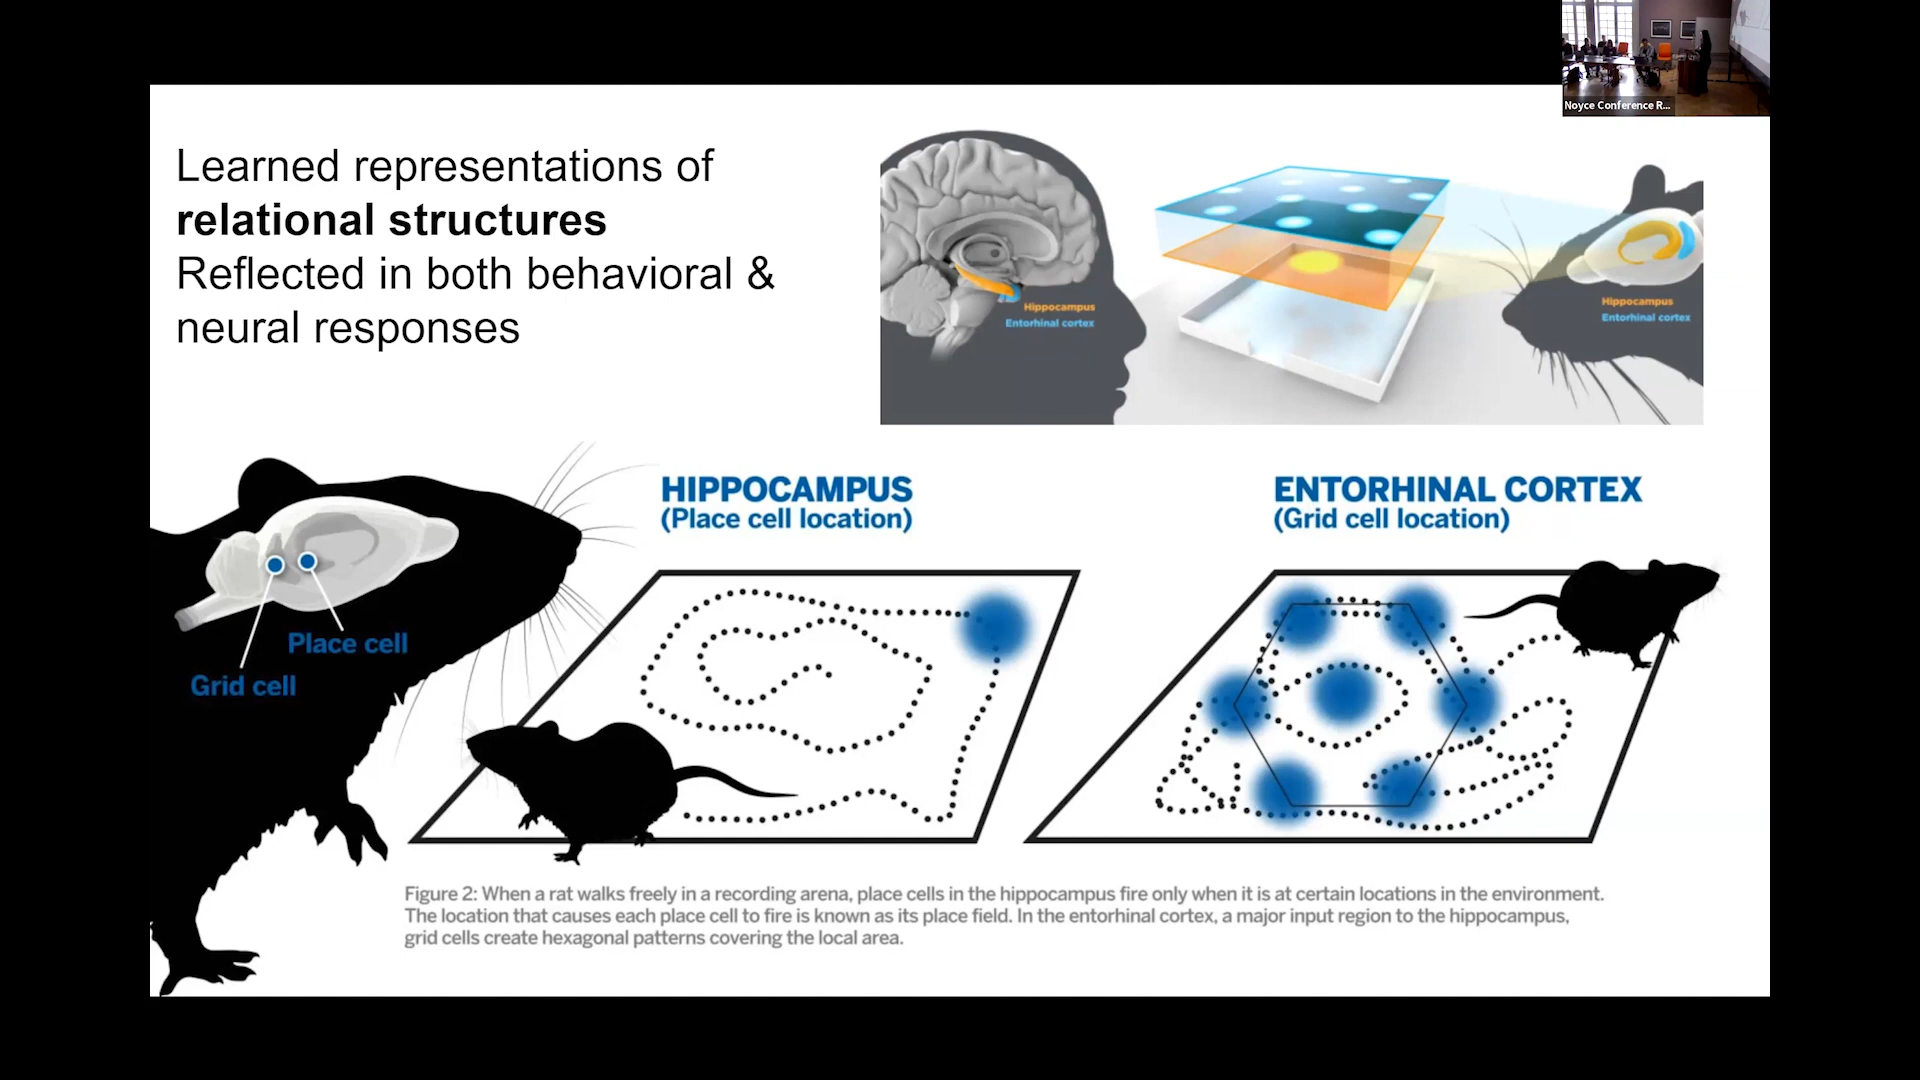 Noyce Conference R...
Learned representations of
relational structures
Reflected in both behavioral &
neural responses
Hippocampus
Entorhinal cortex
Hippocampus
Entorhinal cortex
HIPPOCAMPUS
(Place cell location)
ENTORHINAL CORTEX
(Grid cell location)
Place cell
Grid cell
Figure 2: When a rat walks freely in a recording arena, place cells in the hippocampus fire only when it is at certain locations in the environment.
The location that causes each place cell to fire is known as its place field. In the entorhinal cortex, a major input region to the hippocampus,
grid cells create hexagonal patterns covering the local area.